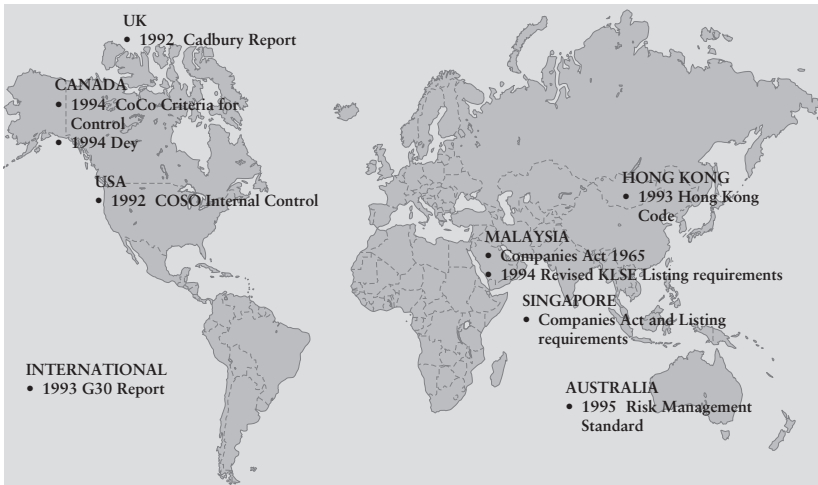 UK
• 1992 Cadbury Report
CANADA
• 1994 CoCo Criteria for
Control
• 1994 Dey
USA
• 1992 COSO Internal Control
HONG KONG
• 1993 Hong Kong
Code
MALAYSIA
• Companies Act 1965
• 1994 Revised KLSE Listing requirements
SINGAPORE
• Companies Act and Listing
requirements
INTERNATIONAL
• 1993 G30 Report
AUSTRALIA
• 1995 Risk Management
Standard